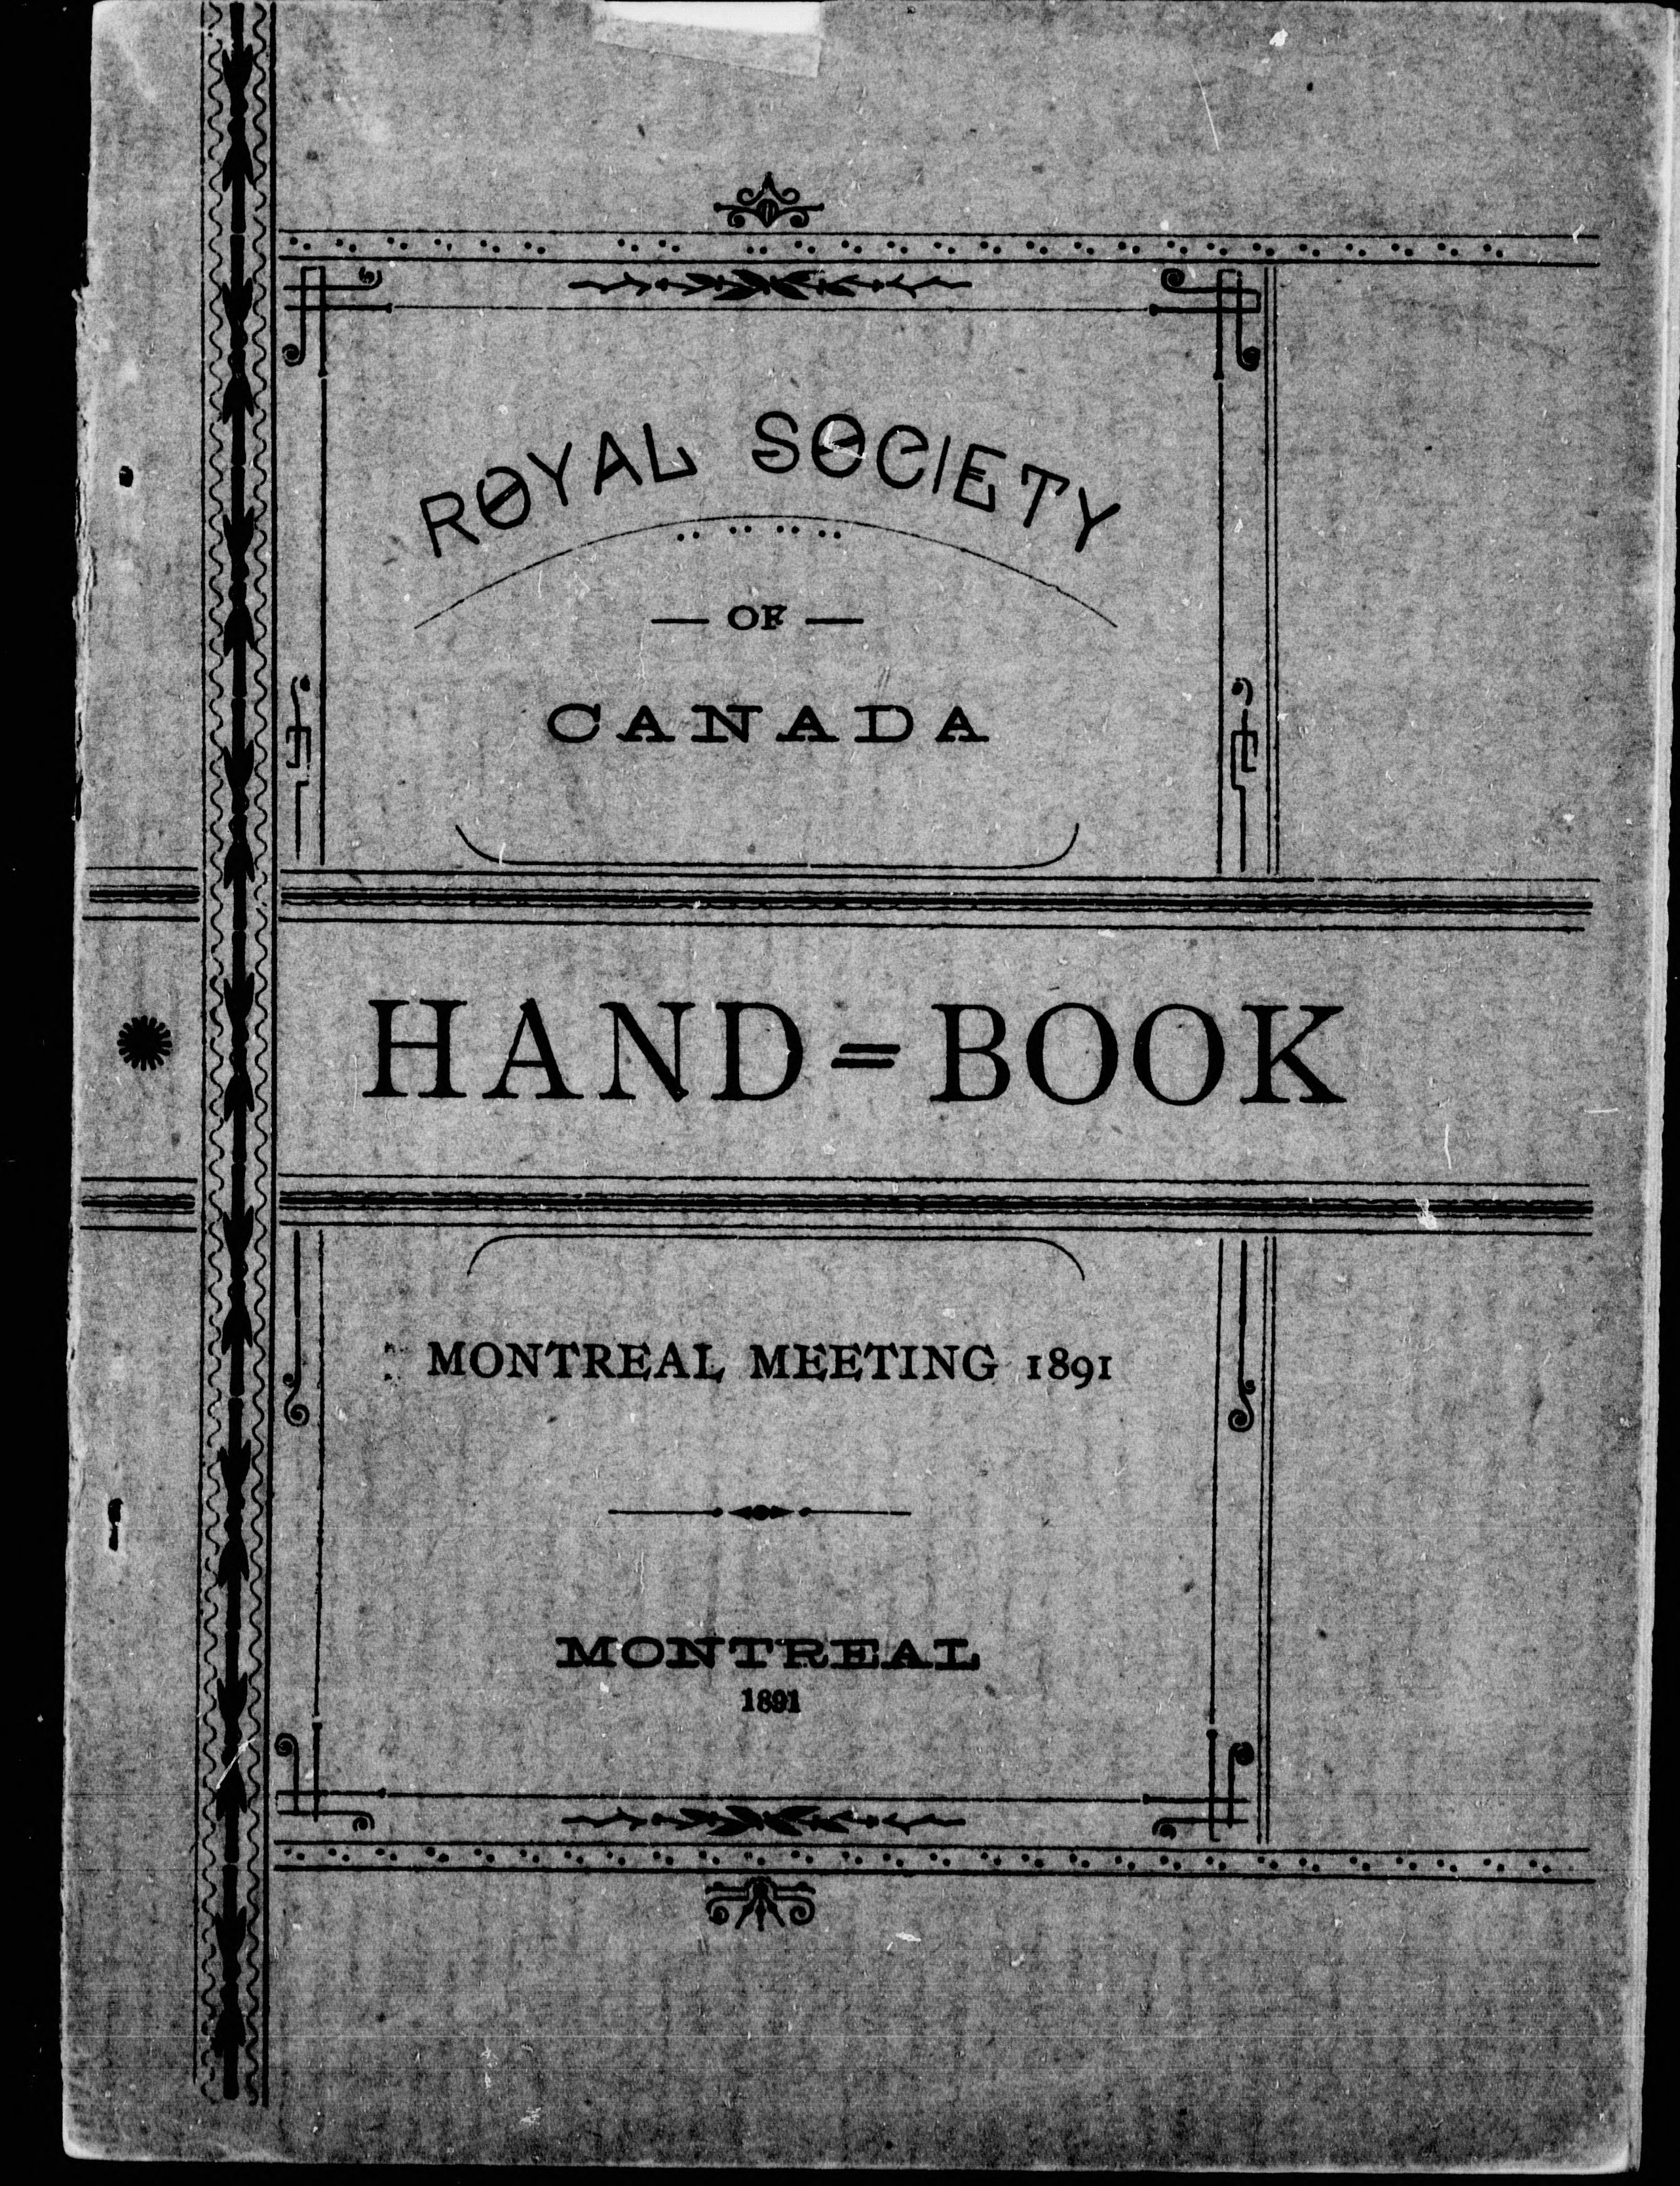 ROYAL SOCIETY
— OF —
CANADA
HAND=BOOK
MONTREAL MEETING 1891
MONTREAL
1891